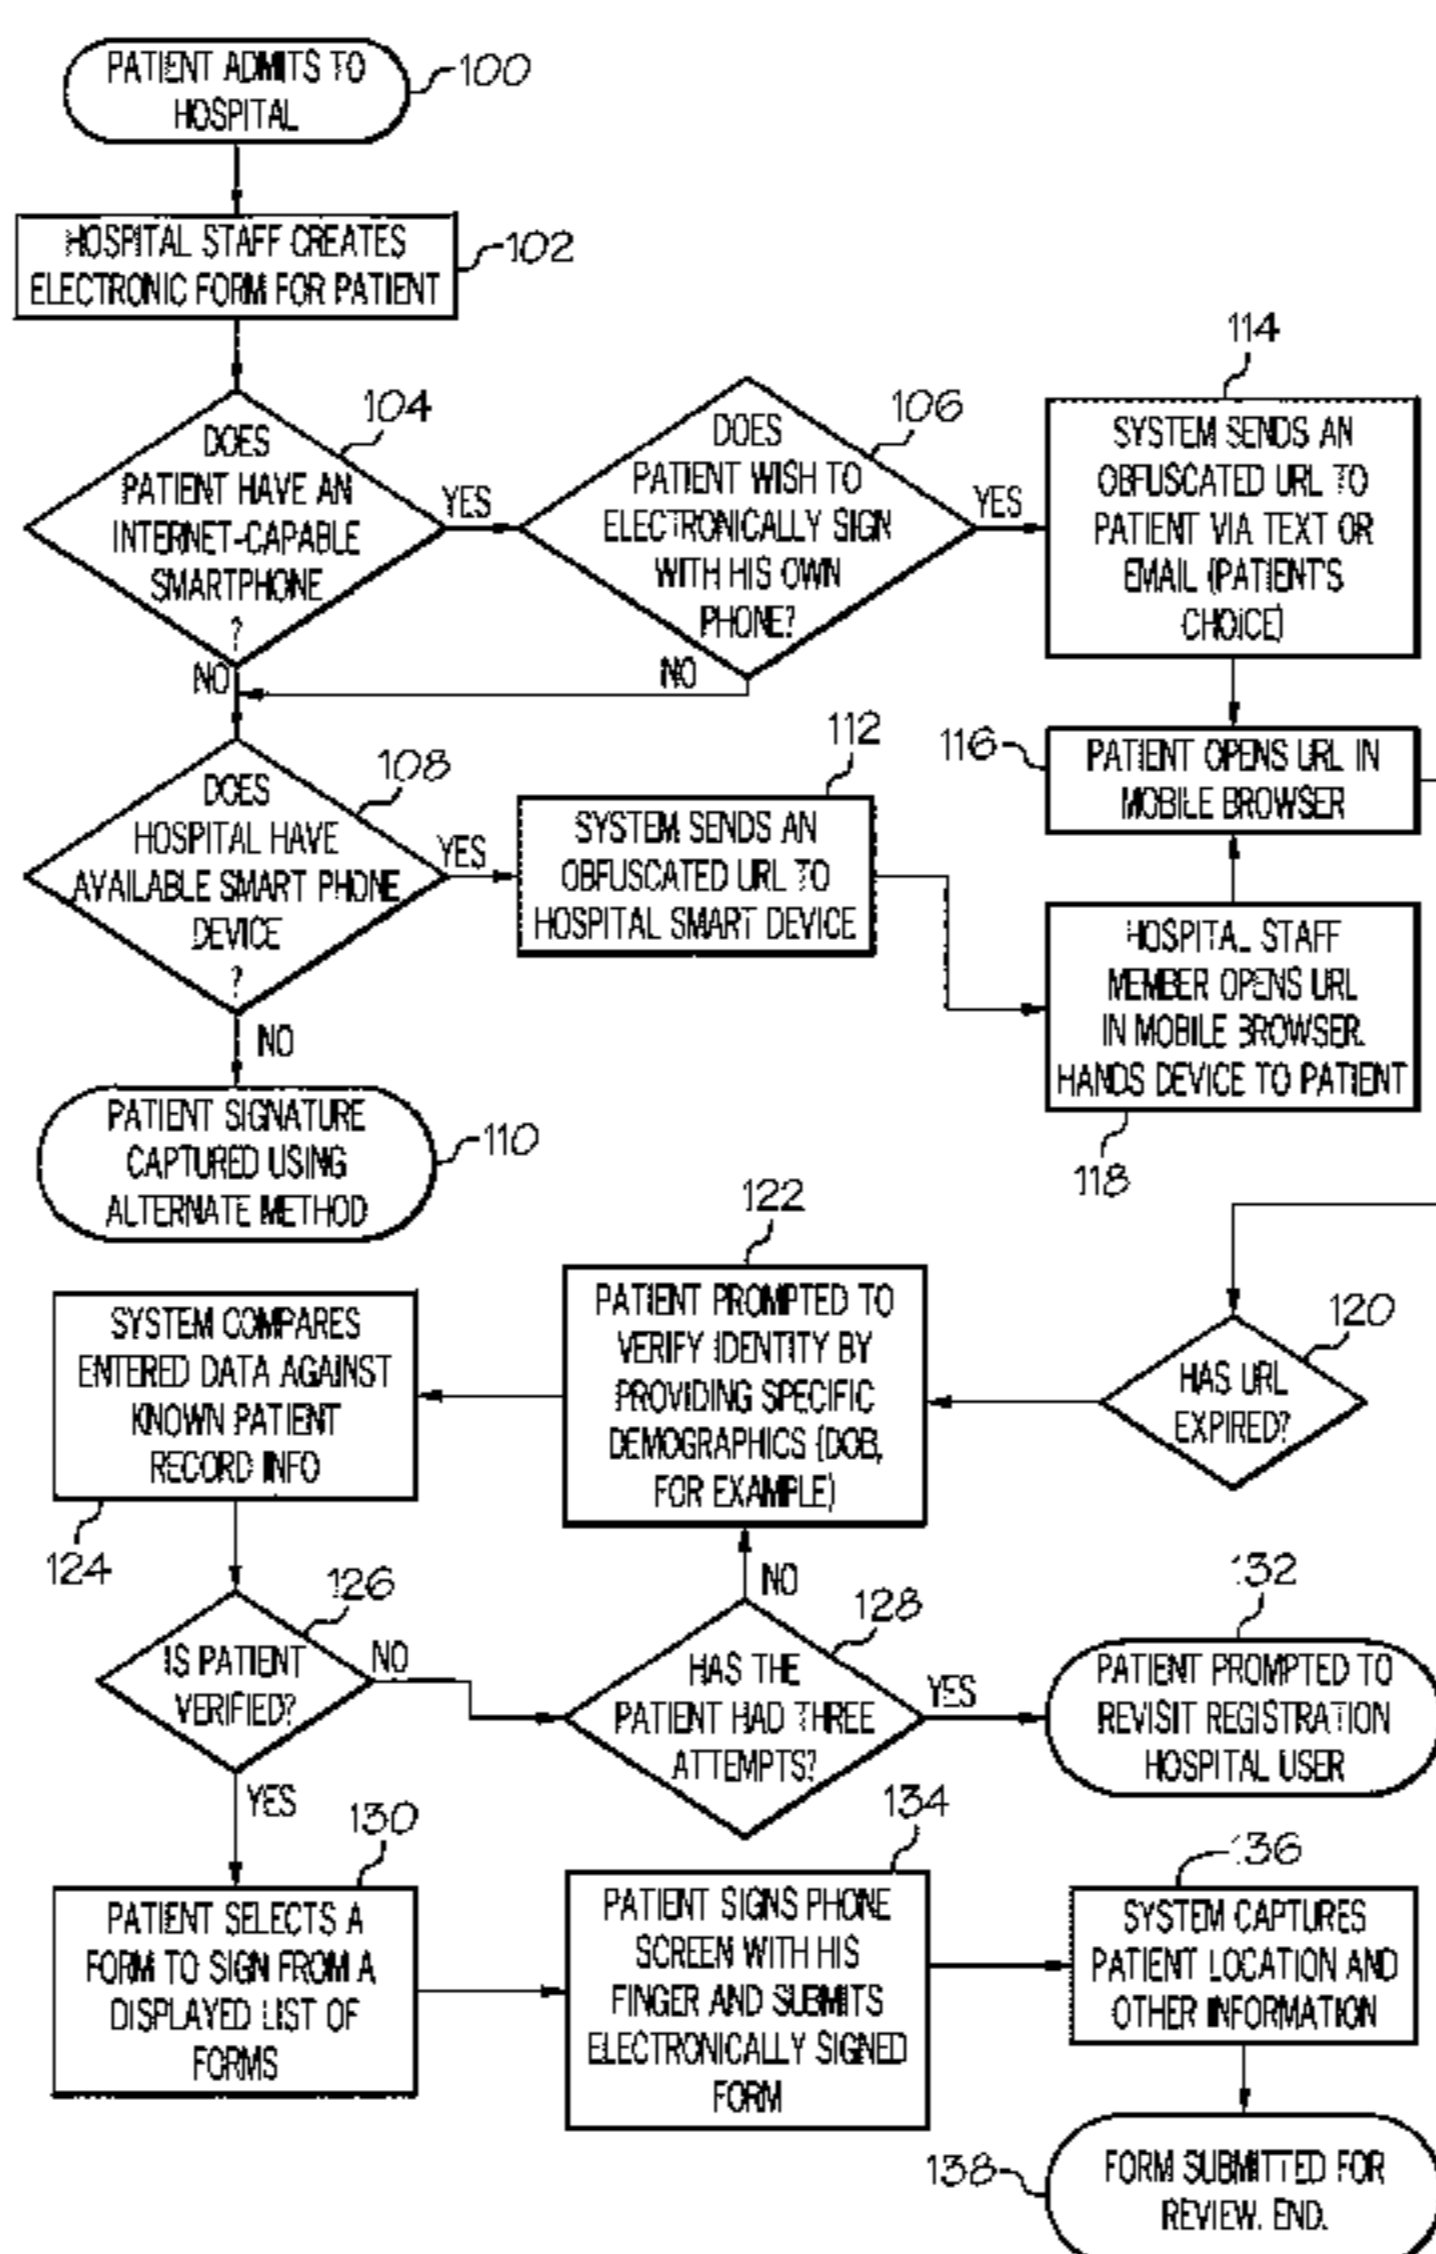 PATIENT ADMITS TO
HOSPITAL
100
HOSPITAL STAFF CREATES
ELECTRONIC FORM FOR PATIENT
102
DOES
PATIENT HAVE AN
INTERNET-CAPABLE
SMARTPHONE
?
104
YES
NO
DOES
PATIENT WISH TO
ELECTRONICALLY SIGN
WITH HIS OWN
PHONE?
106
YES
NO
114
SYSTEM SENDS AN
OBFUSCATED URL TO
PATIENT VIA TEXT OR
EMAIL (PATIENT'S
CHOICE)
116
PATIENT OPENS URL IN
MOBILE BROWSER
DOES
HOSPITAL HAVE
AVAILABLE SMART PHONE
DEVICE
?
108
YES
NO
112
SYSTEM SENDS AN
OBFUSCATED URL TO
HOSPITAL SMART DEVICE
HOSPITAL STAFF
MEMBER OPENS URL
IN MOBILE BROWSER.
HANDS DEVICE TO PATIENT
118
PATIENT SIGNATURE
CAPTURED USING
ALTERNATE METHOD
110
120
HAS URL
EXPIRED?
122
PATIENT PROMPTED TO
VERIFY IDENTITY BY
PROVIDING SPECIFIC
DEMOGRAPHICS (DOB,
FOR EXAMPLE)
SYSTEM COMPARES
ENTERED DATA AGAINST
KNOWN PATIENT
RECORD INFO
124
126
IS PATIENT
VERIFIED?
NO
YES
128
HAS THE
PATIENT HAD THREE
ATTEMPTS?
NO
YES
132
PATIENT PROMPTED TO
REVISIT REGISTRATION
HOSPITAL USER
130
PATIENT SELECTS A
FORM TO SIGN FROM A
DISPLAYED LIST OF
FORMS
134
PATIENT SIGNS PHONE
SCREEN WITH HIS
FINGER AND SUBMITS
ELECTRONICALLY SIGNED
FORM
136
SYSTEM CAPTURES
PATIENT LOCATION AND
OTHER INFORMATION
138
FORM SUBMITTED FOR
REVIEW. END.